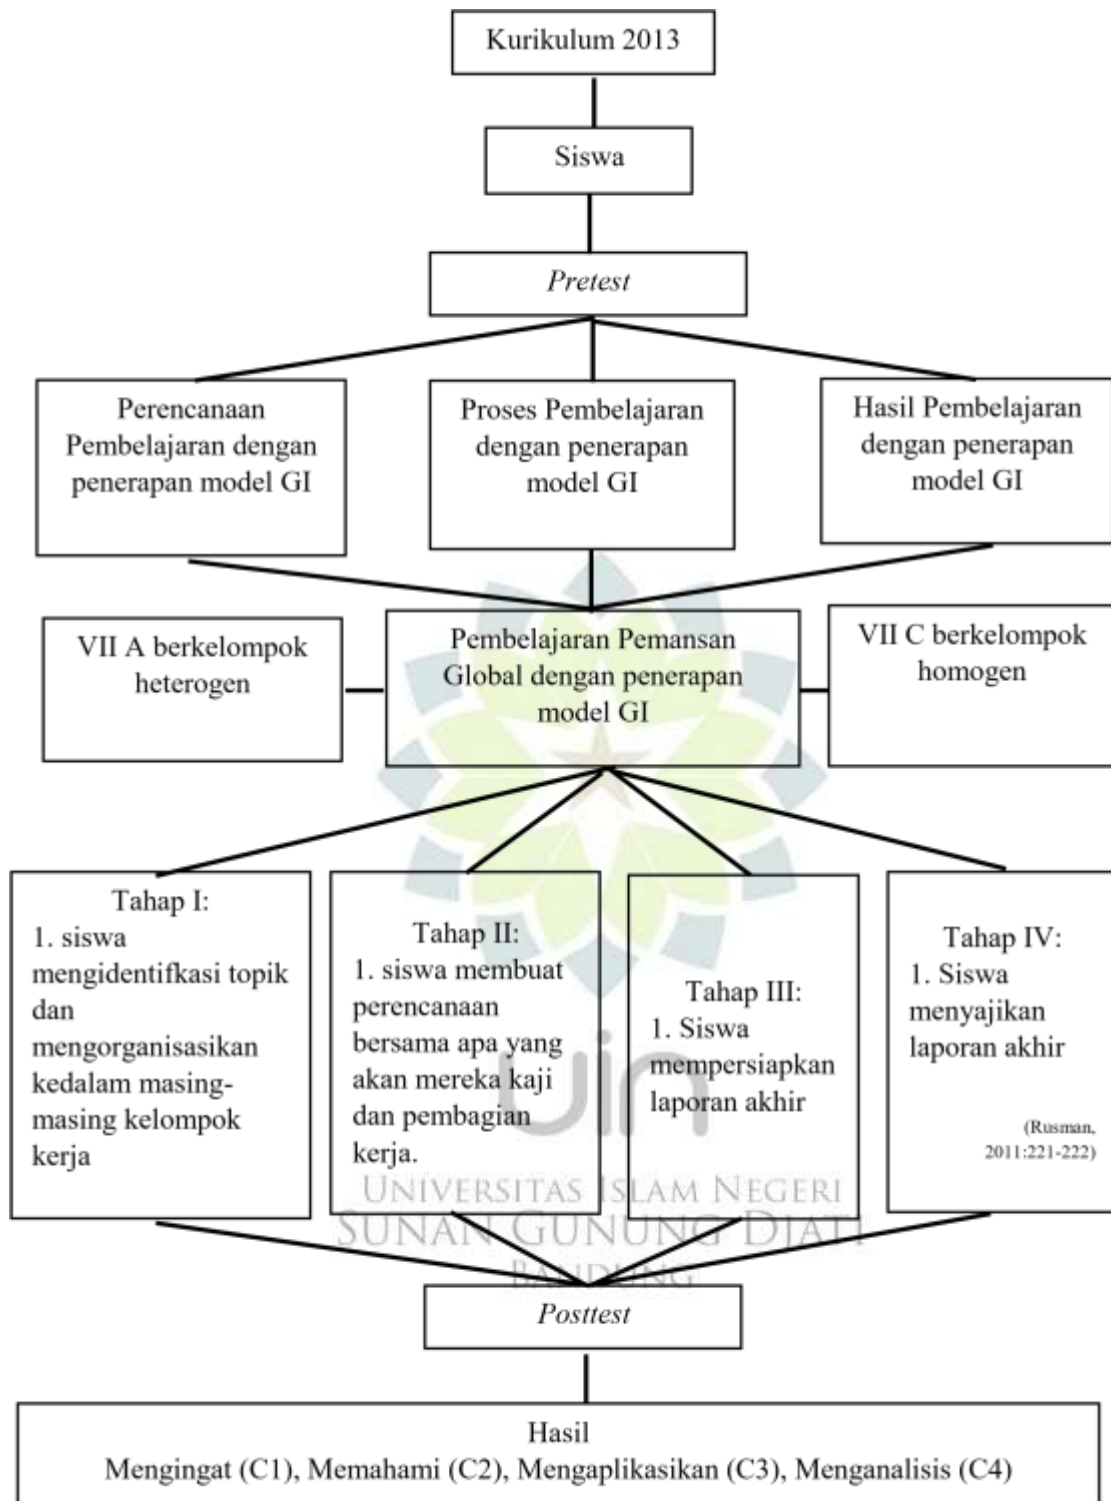 Kurikulum 2013
Siswa
Pretest
Perencanaan
Pembelajaran dengan
penerapan model GI
Proses Pembelajaran
dengan penerapan
model GI
Hasil Pembelajaran
dengan penerapan
model GI
VII A berkelompok
heterogen
Pembelajaran Pemansan
Global dengan penerapan
model GI
VII C berkelompok
homogen
Tahap I:
1. siswa
mengidentifkasi topik
dan
mengorganisasikan
kedalam masing-
masing kelompok
kerja
Tahap II:
1. siswa membuat
perencanaan
bersama apa yang
akan mereka kaji
dan pembagian
kerja.
Tahap III:
1. Siswa
mempersiapkan
laporan akhir
Tahap IV:
1. Siswa
menyajikan
laporan akhir
(Rusman,
2011:221-222)
uin
UNIVERSITAS ISLAM NEGERI
SUNAN GUNUNG DJATI
BANDUNG
Posttest
Hasil
Mengingat (C1), Memahami (C2), Mengaplikasikan (C3), Menganalisis (C4)